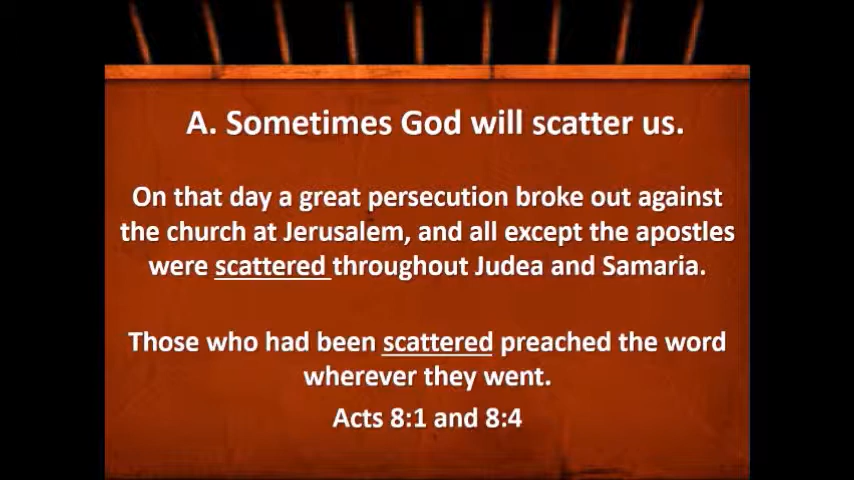 A. Sometimes God will scatter us.
On that day a great persecution broke out against
the church at Jerusalem, and all except the apostles
were scattered throughout Judea and Samaria.
Those who had been scattered preached the word
wherever they went.
Acts 8:1 and 8:4